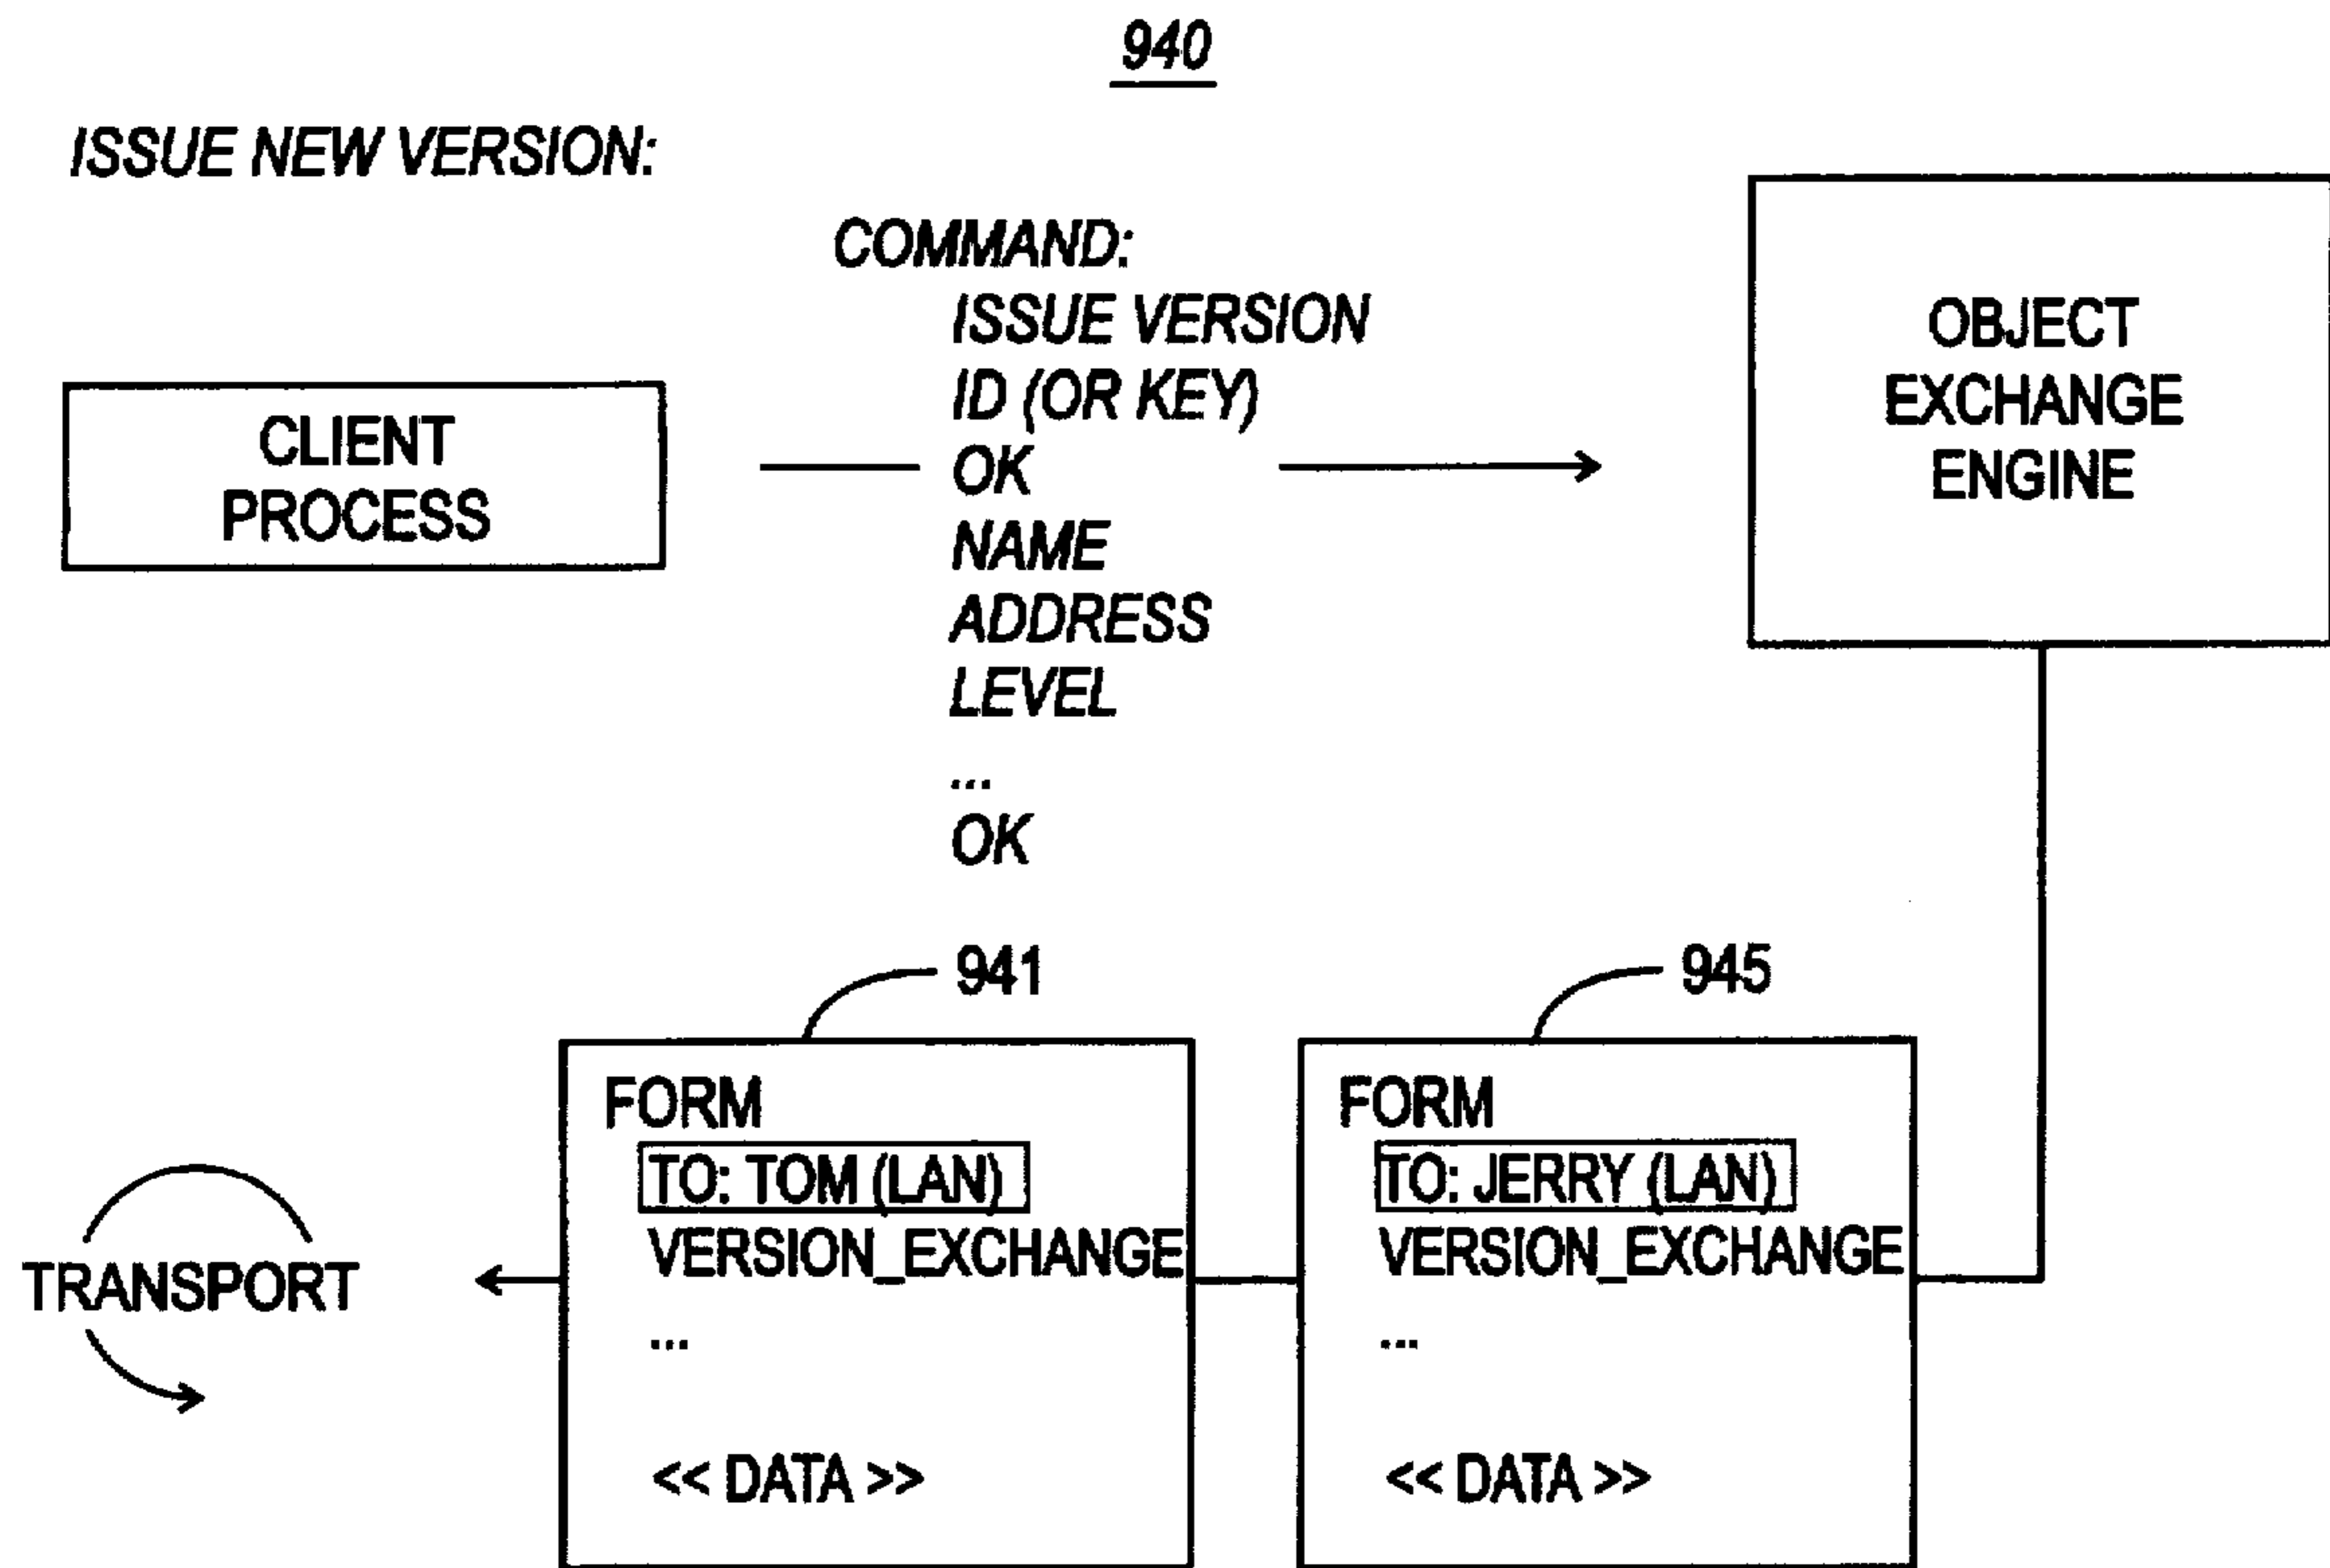 940
ISSUE NEW VERSION:
COMMAND:
ISSUE VERSION
ID (OR KEY)
OK
NAME
ADDRESS
LEVEL
...
OK
CLIENT
PROCESS
OBJECT
EXCHANGE
ENGINE
941
FORM
TO: TOM (LAN)
VERSION_EXCHANGE
...
<< DATA >>
945
FORM
TO: JERRY (LAN)
VERSION_EXCHANGE
...
<< DATA >>
TRANSPORT